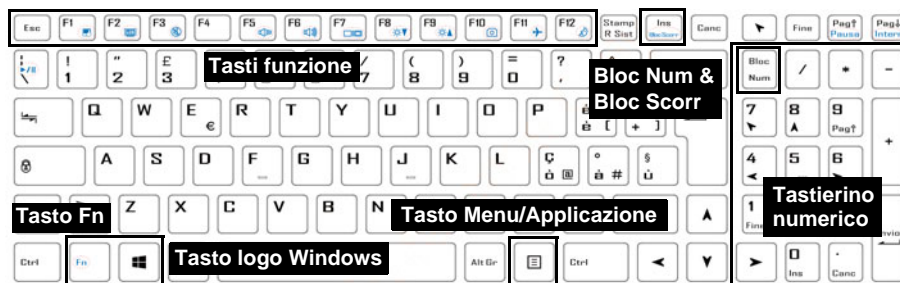 Esc F1 F2 F3 F4 F5 F6 F7 F8 F9 F10 F11 F12 Stamp Ins Canc Fine Pag↑ Pag↓
R Sist Pausa
! " £ / ( ) = ?
1 2 3 7 8 9 0
Tasti funzione
Bloc Num &
Bloc Scorr
Bloc
Num / * -
Q W E R T U I O P
€ è [ + ]
7 8 9
Pag↑ +
A S D F G H J K L Ç ° §
ò @ à # ù
4 5 6
Tasto Fn Z X C V B N
Tasto Menu/Applicazione
1
Tastierino
numerico
Ctrl Fn
Tasto logo Windows
Alt Gr Ctrl
0 .
Ins Canc